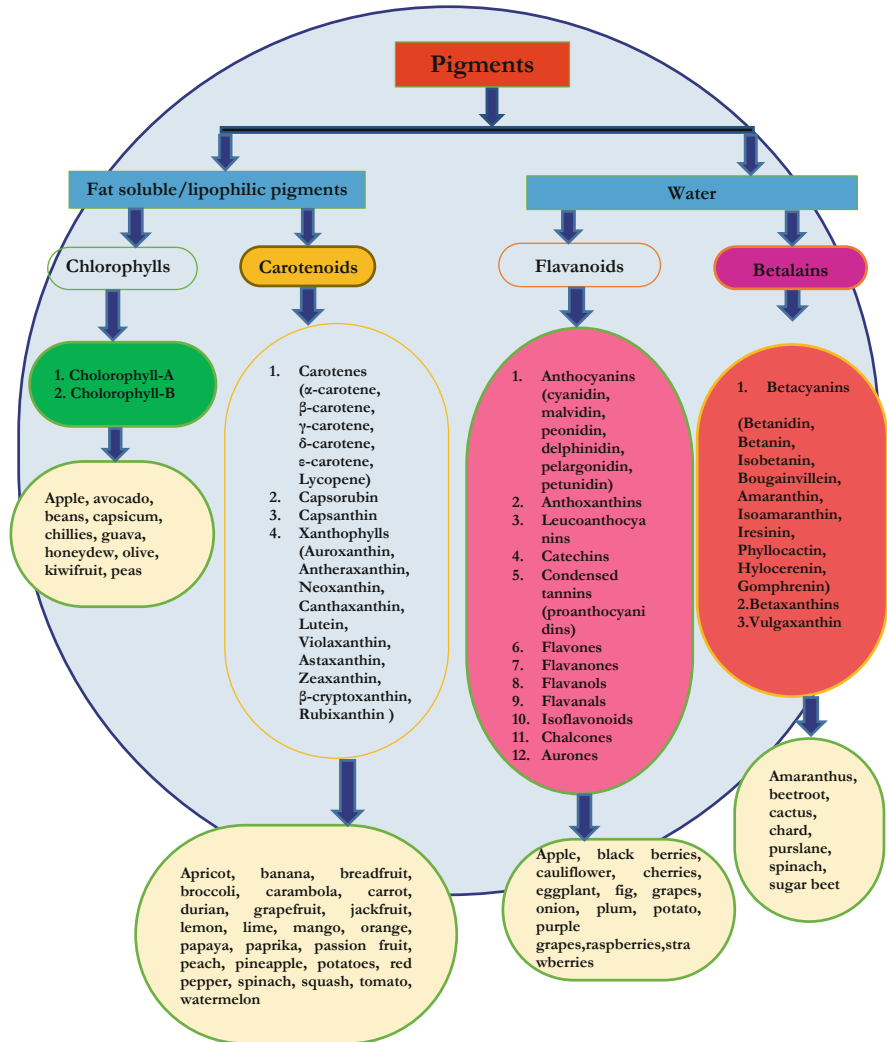 Pigments
Fat soluble/lipophilic pigments
Water
Chlorophylls
Carotenoids
Flavanoids
Betalains
1. Cholorophyll-A
2. Cholorophyll-B
Apple, avocado,
beans, capsicum,
chillies, guava,
honeydew, olive,
kiwifruit, peas
1. Carotenes
(α-carotene,
β-carotene,
γ-carotene,
δ-carotene,
ε-carotene,
Lycopene)
2. Capsorubin
3. Capsanthin
4. Xanthophylls
(Auroxanthin,
Antheraxanthin,
Neoxanthin,
Canthaxanthin,
Lutein,
Violaxanthin,
Astaxanthin,
Zeaxanthin,
β-cryptoxanthin,
Rubixanthin )
Apricot, banana, breadfruit,
broccoli, carambola, carrot,
durian, grapefruit, jackfruit,
lemon, lime, mango, orange,
papaya, paprika, passion fruit,
peach, pineapple, potatoes, red
pepper, spinach, squash, tomato,
watermelon
1. Anthocyanins
(cyanidin,
malvidin,
peonidin,
delphinidin,
pelargonidin,
petunidin)
2. Anthoxanthins
3. Leucoanthocya
nins
4. Catechins
5. Condensed
tannins
(proanthocyani
dins)
6. Flavones
7. Flavanones
8. Flavanols
9. Flavanals
10. Isoflavonoids
11. Chalcones
12. Aurones
Apple, black berries,
cauliflower, cherries,
eggplant, fig, grapes,
onion, plum, potato,
purple
grapes,raspberries,stra
wberries
1. Betacyanins
(Betanidin,
Betanin,
Isobetanin,
Bougainvillein,
Amaranthin,
Isoamaranthin,
Iresinin,
Phyllocactin,
Hylocerenin,
Gomphrenin)
2.Betaxanthins
3.Vulgaxanthin
Amaranthus,
beetroot,
cactus,
chard,
purslane,
spinach,
sugar beet